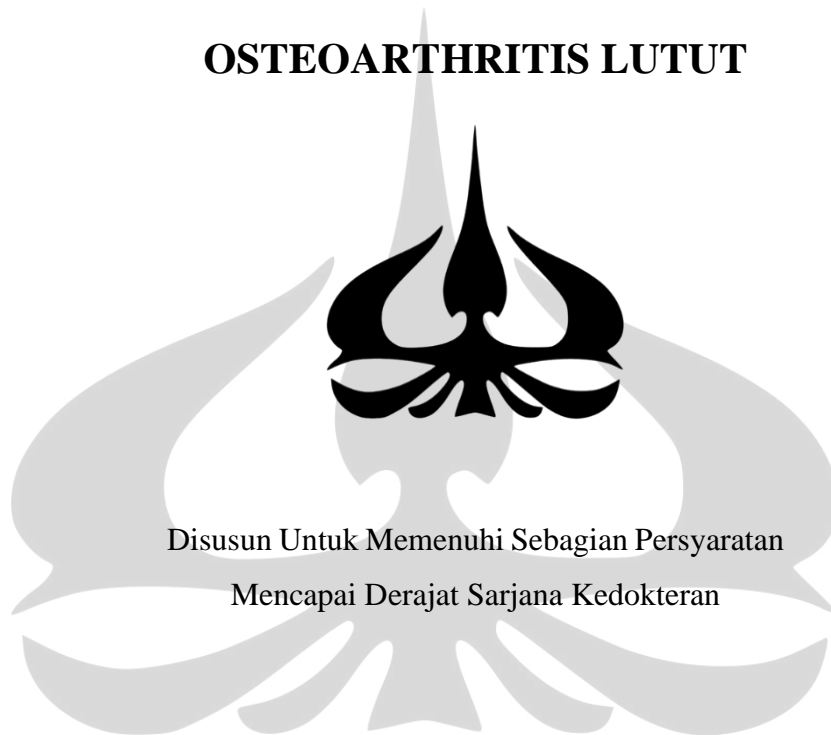 OSTEOARTHRITIS LUTUT
Disusun Untuk Memenuhi Sebagian Persyaratan
Mencapai Derajat Sarjana Kedokteran